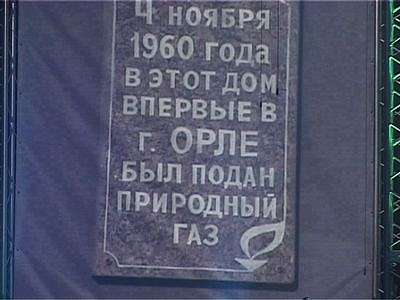 4 НОЯБРЯ
1960 ГОДА
В ЭТОТ ДОМ
ВПЕРВЫЕ В
г. ОРЛЕ
БЫЛ ПОДАН
ПРИРОДНЫЙ
ГАЗ